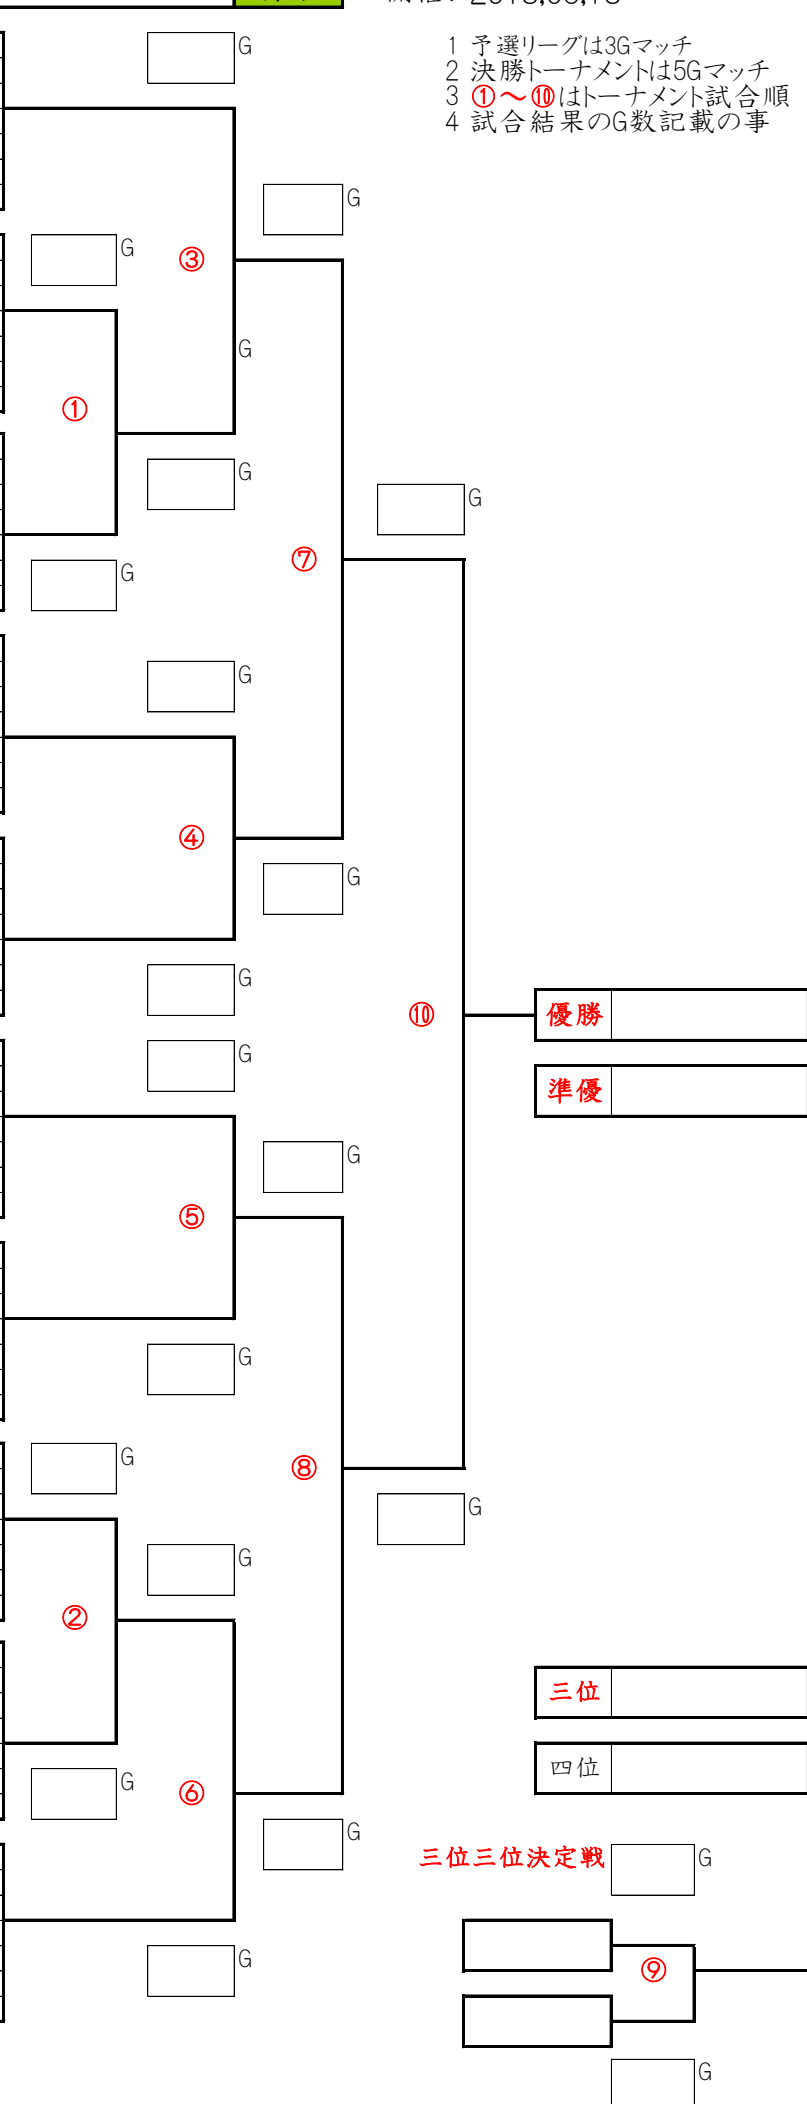 G
1 予選リーグは3Gマッチ
2 決勝トーナメントは5Gマッチ
3 ①～⑩はトーナメント試合順
4 試合結果のG数記載の事
G
G
③
G
①
G
G
⑦
G
G
④
G
G
⑩
優勝
G
準優
G
⑤
G
G
⑧
G
G
②
三位
四位
G
⑥
G
三位三位決定戦
G
G
⑨
G